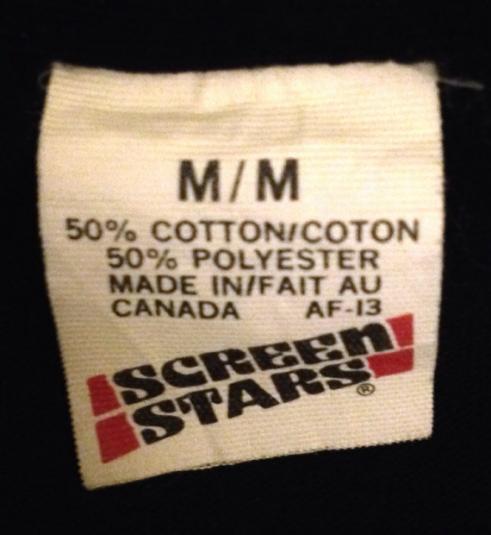 M/M
50% COTTON/COTON
50% POLYESTER
MADE IN/FAIT AU
CANADA AF-13
SCREEN
STARS®